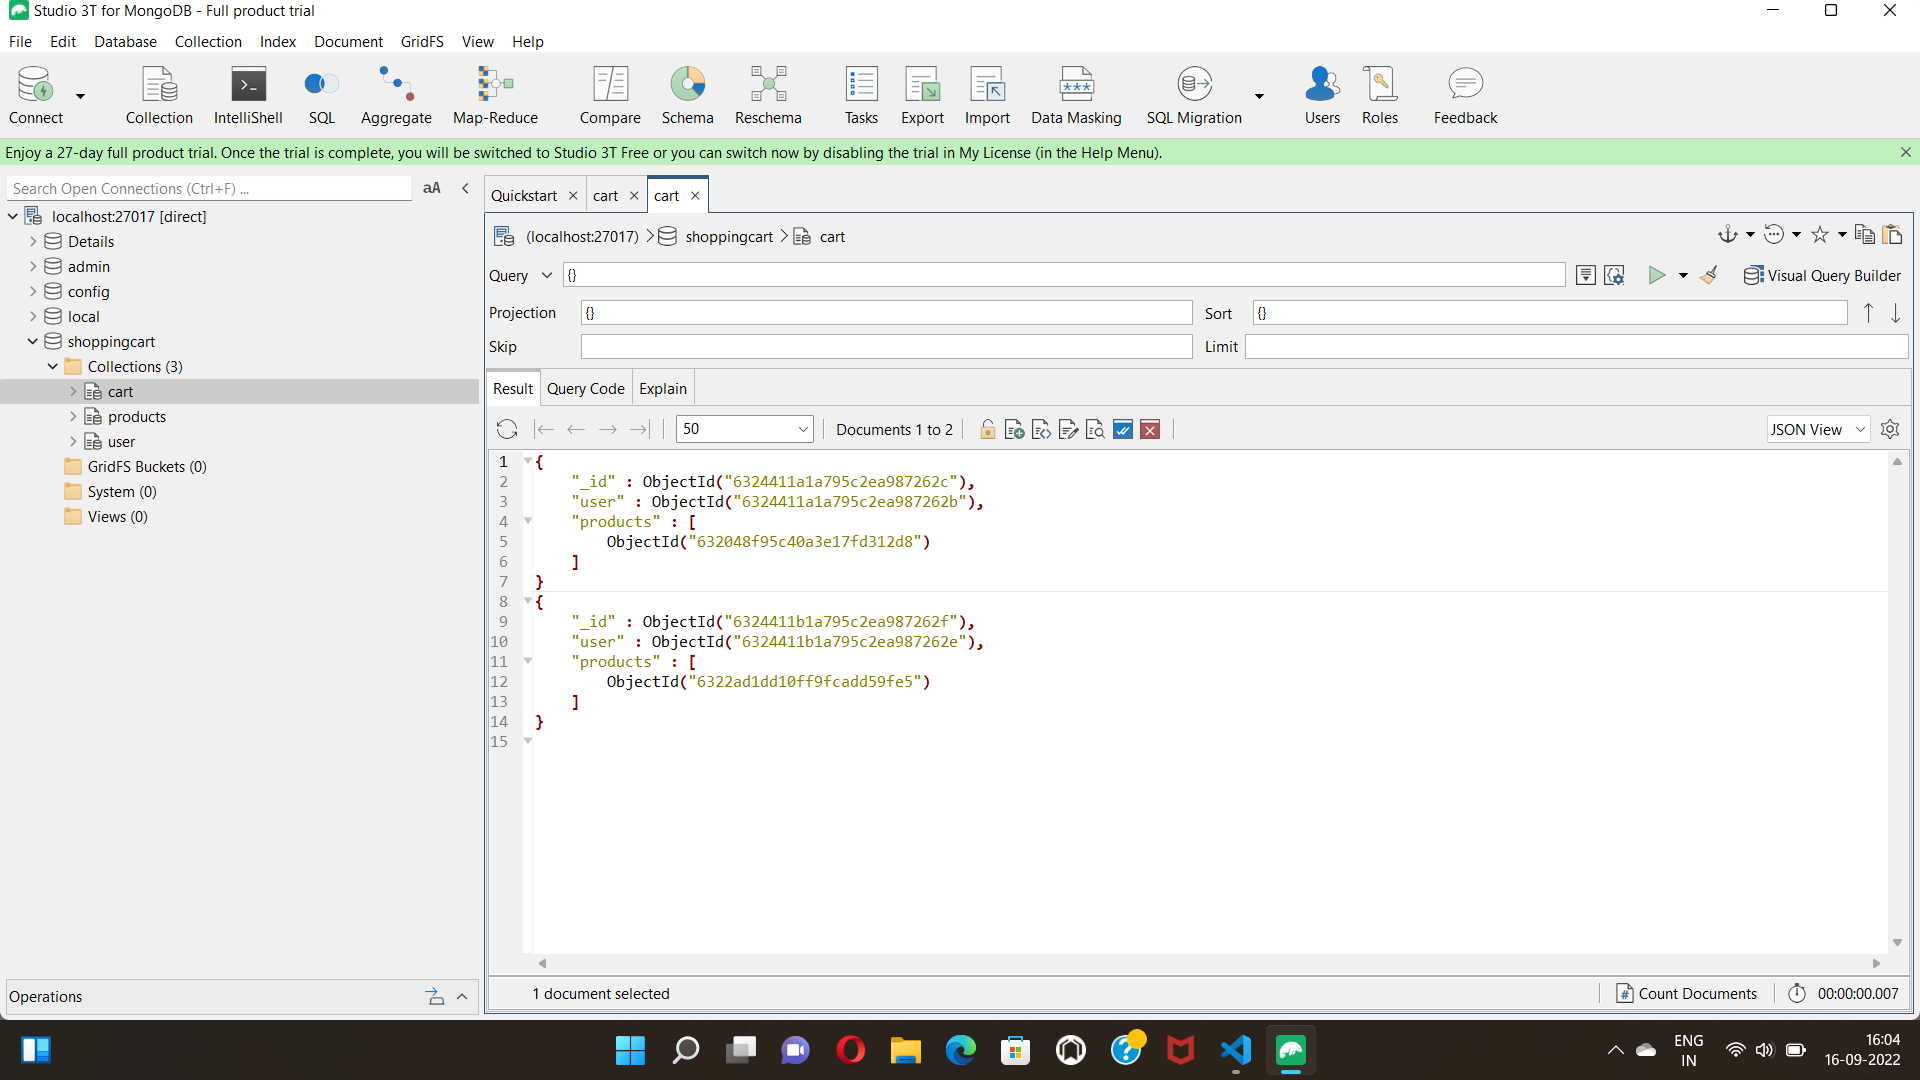 Studio 3T for MongoDB - Full product trial
File Edit Database Collection Index Document GridFS View Help
Connect Collection IntelliShell SQL Aggregate Map-Reduce Compare Schema Reschema Tasks Export Import Data Masking SQL Migration Users Roles Feedback
Enjoy a 27-day full product trial. Once the trial is complete, you will be switched to Studio 3T Free or you can switch now by disabling the trial in My License (in the Help Menu).
Search Open Connections (Ctrl+F) ... aA
localhost:27017 [direct]
Details
admin
config
local
shoppingcart
Collections (3)
cart
products
user
GridFS Buckets (0)
System (0)
Views (0)
Operations
Quickstart cart cart
(localhost:27017) shoppingcart cart
Query {} Visual Query Builder
Projection {} Sort {}
Skip Limit
Result Query Code Explain
50 Documents 1 to 2 JSON View
1 {
2 "_id" : ObjectId("6324411a1a795c2ea987262c"),
3 "user" : ObjectId("6324411a1a795c2ea987262b"),
4 "products" : [
5 ObjectId("632048f95c40a3e17fd312d8")
6 ]
7 }
8 {
9 "_id" : ObjectId("6324411b1a795c2ea987262f"),
10 "user" : ObjectId("6324411b1a795c2ea987262e"),
11 "products" : [
12 ObjectId("6322ad1dd10ff9fcadd59fe5")
13 ]
14 }
15
1 document selected Count Documents 00:00:00.007
ENG
IN
16:04
16-09-2022